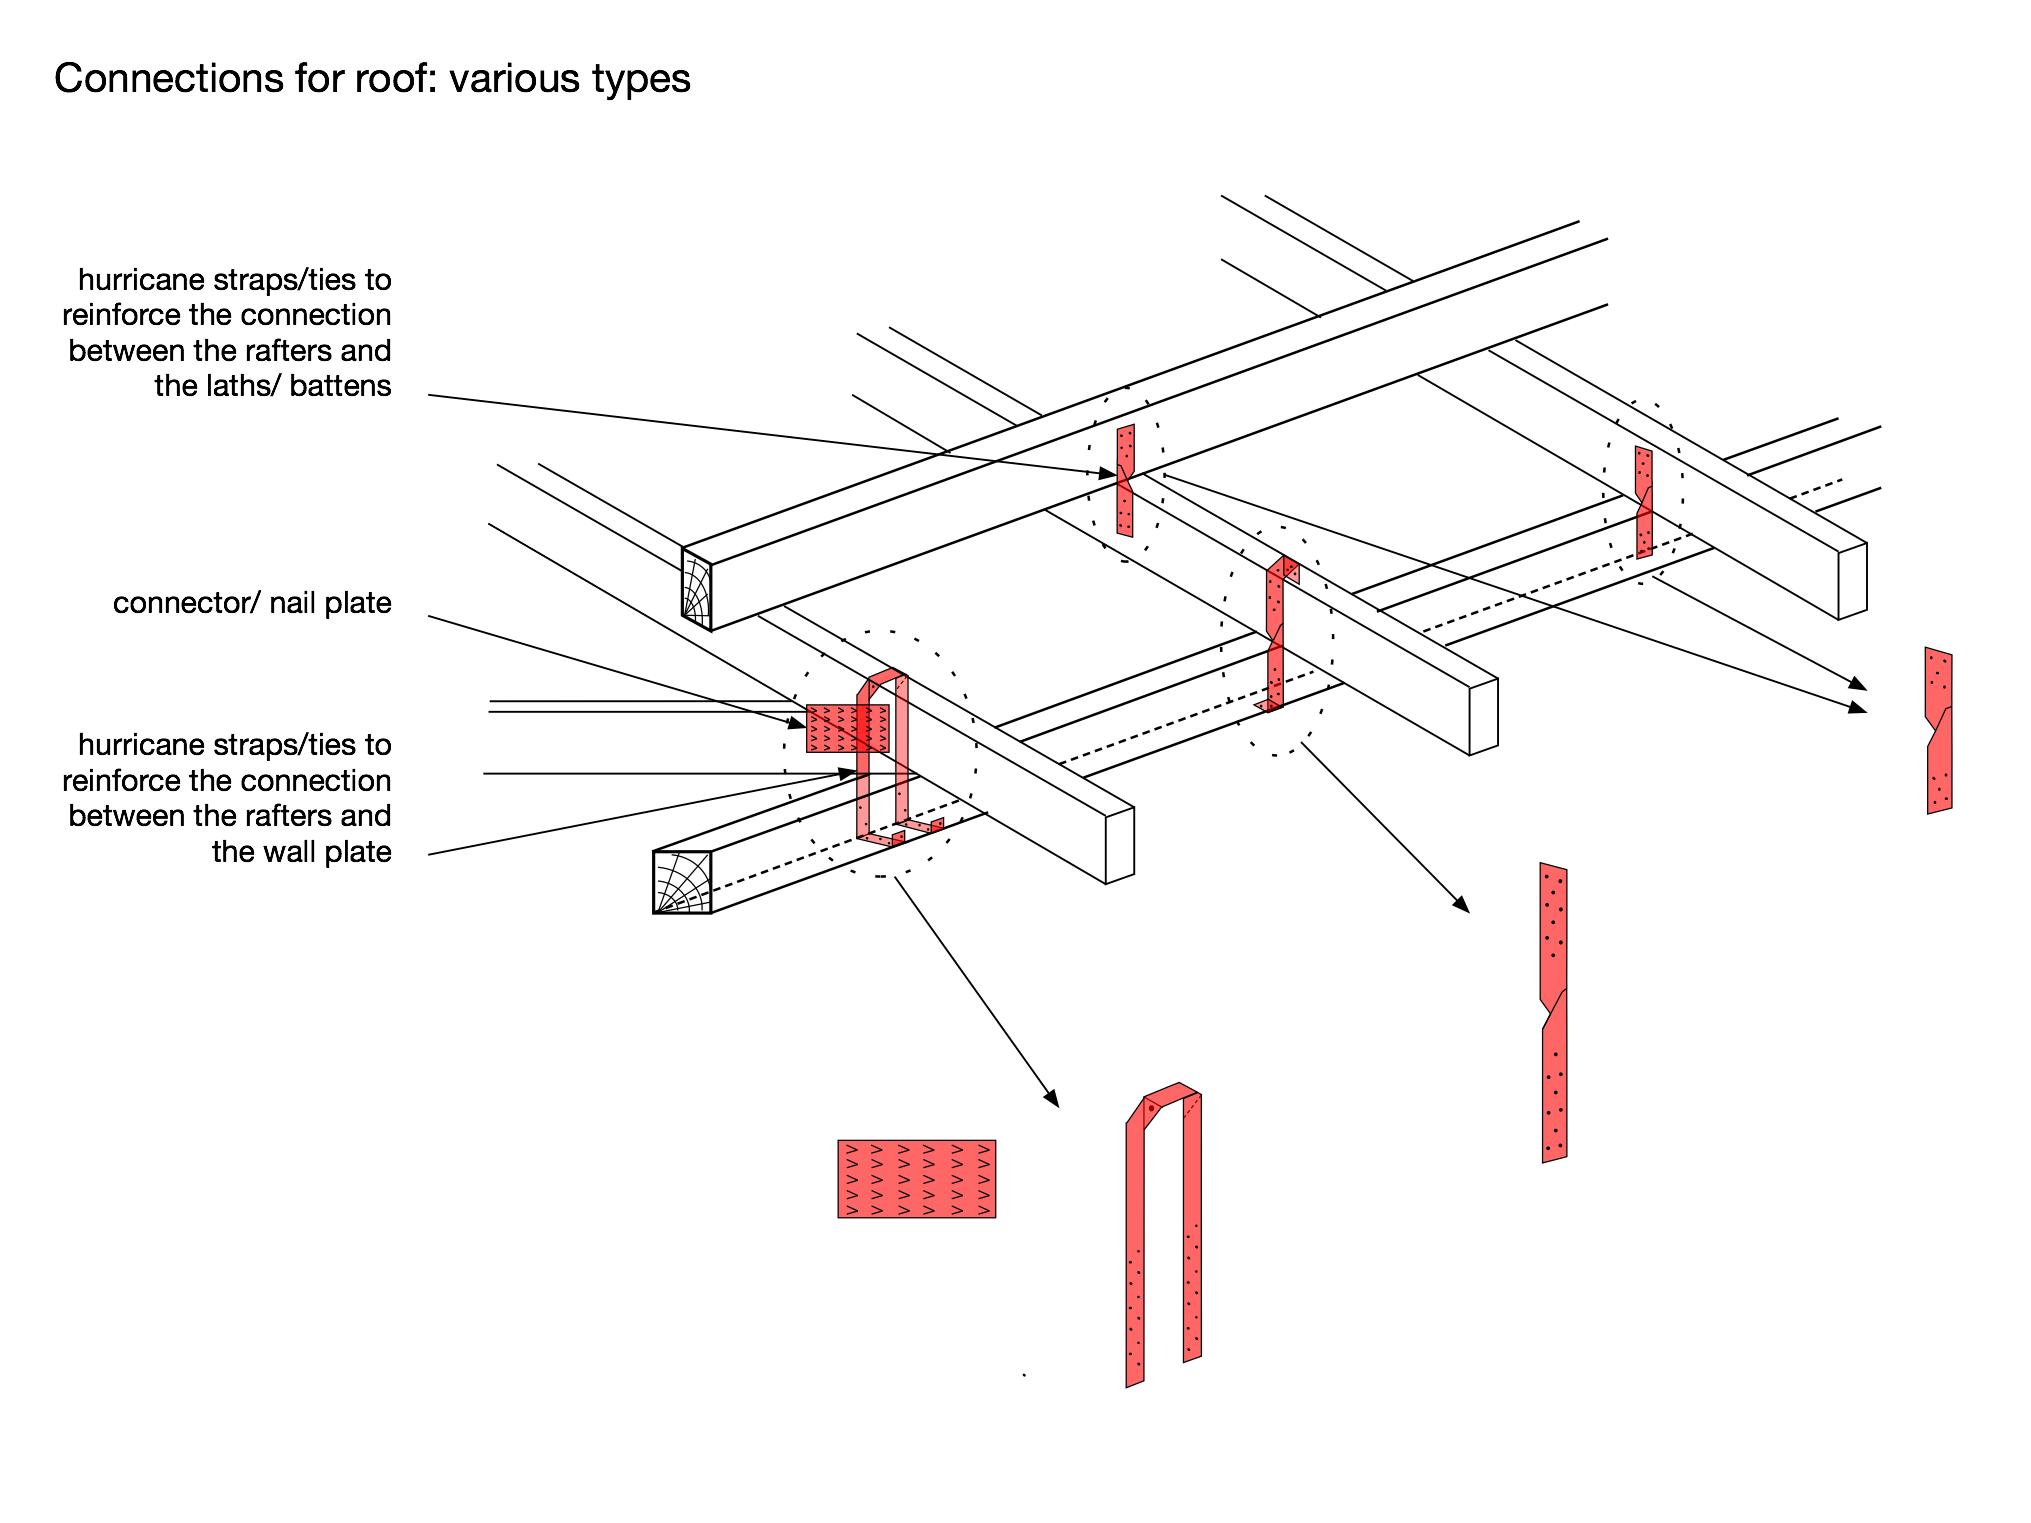 Connections for roof: various types
hurricane straps/ties to
reinforce the connection
between the rafters and
the laths/ battens
connector/ nail plate
hurricane straps/ties to
reinforce the connection
between the rafters and
the wall plate